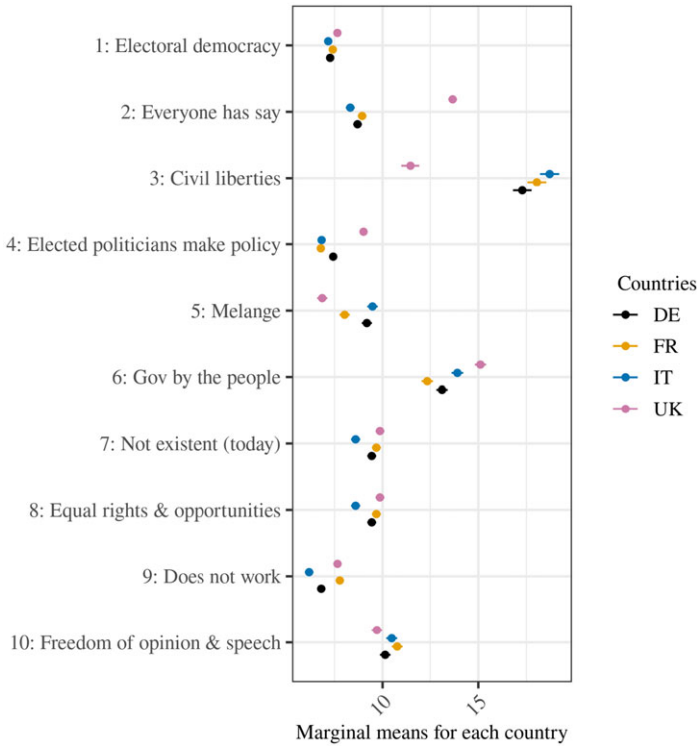 1: Electoral democracy
2: Everyone has say
3: Civil liberties
4: Elected politicians make policy
5: Melange
6: Gov by the people
7: Not existent (today)
8: Equal rights & opportunities
9: Does not work
10: Freedom of opinion & speech
10
15
Marginal means for each country
Countries
DE
FR
IT
UK